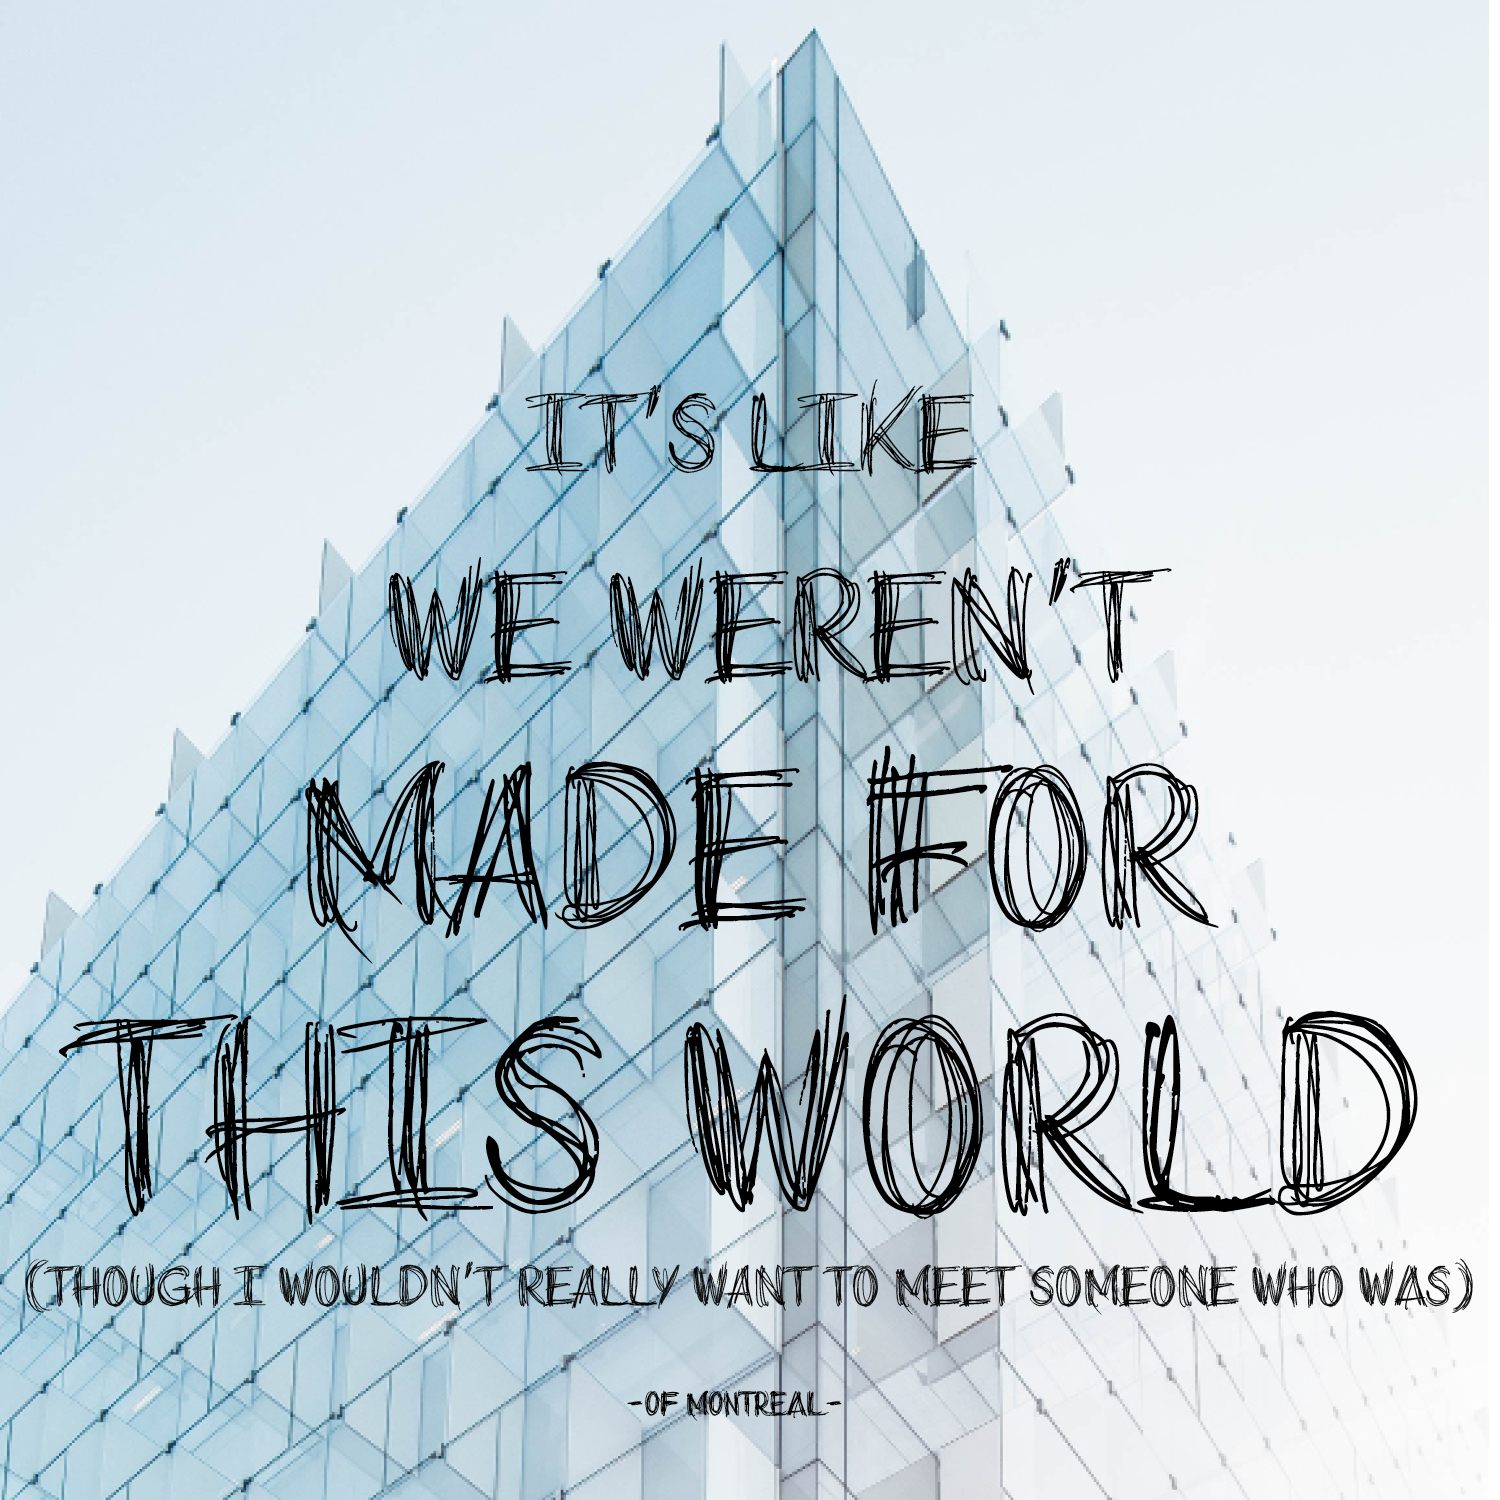 IT'S LIKE
WE WEREN'T
MADE FOR
THIS WORLD
(THOUGH I WOULDN'T REALLY WANT TO MEET SOMEONE WHO WAS)
-OF MONTREAL-